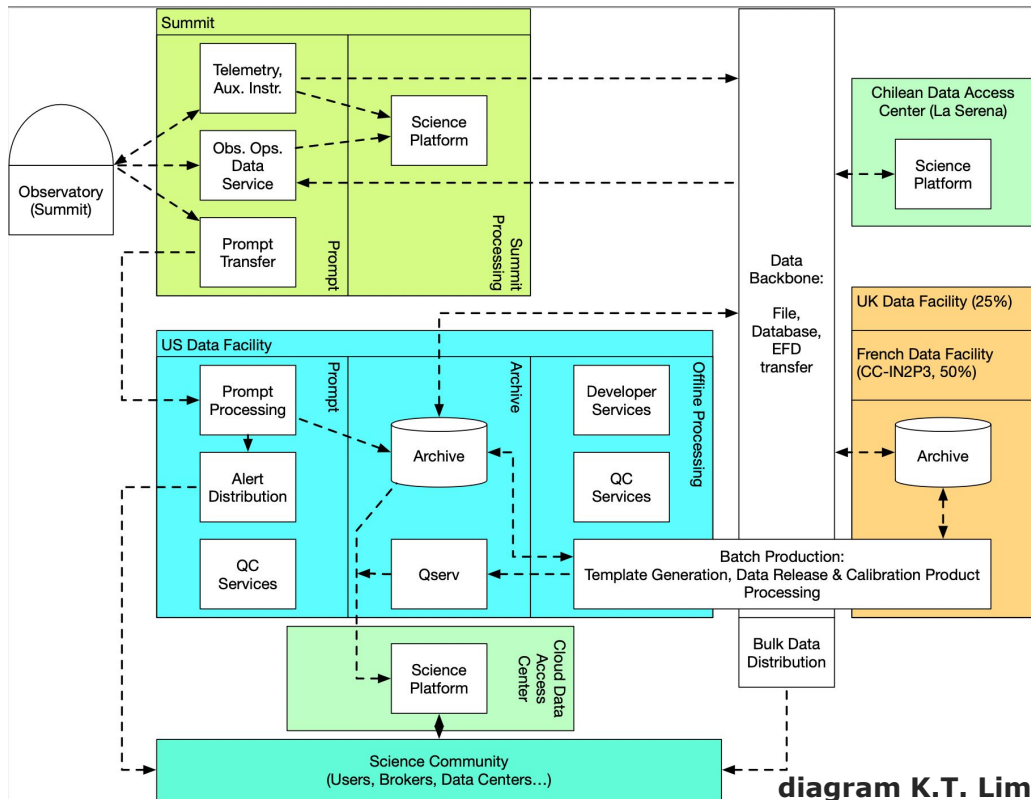 Summit
Telemetry,
Aux. Instr.
Obs. Ops.
Data
Service
Prompt
Transfer
Prompt
Science
Platform
Summit
Processing
Observatory
(Summit)
Data
Backbone:
File,
Database,
EFD
transfer
Chilean Data Access
Center (La Serena)
Science
Platform
UK Data Facility (25%)
French Data Facility
(CC-IN2P3, 50%)
Archive
US Data Facility
Prompt
Processing
Alert
Distribution
QC
Services
Prompt
Archive
Qserv
Archive
Developer
Services
QC
Services
Offline Processing
Batch Production:
Template Generation, Data Release & Calibration Product
Processing
Bulk Data
Distribution
Science
Platform
Cloud Data
Access
Center
Science Community
(Users, Brokers, Data Centers...)
diagram K.T. Lim